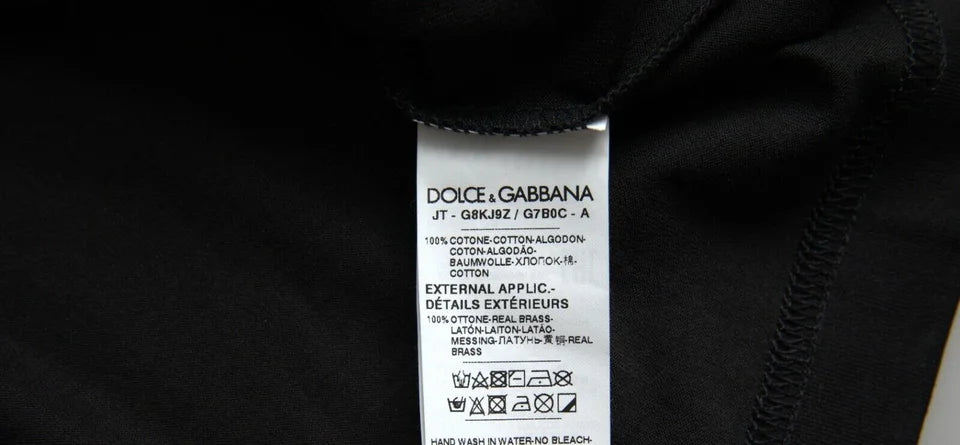 DOLCE & GABBANA
JT - G8KJ9Z / G7B0C - A
100% COTONE-COTTON-ALGODON-
COTON-ALGODÃO-
BAUMWOLLE-ХЛОПОК-棉-
COTTON
EXTERNAL APPLIC.-
DÉTAILS EXTÉRIEURS
100% OTTONE-REAL BRASS-
LATÓN-LAITON-LATÃO-
MESSING-ЛАТУНЬ-黄铜-REAL
BRASS
HAND WASH IN WATER-NO BLEACH-